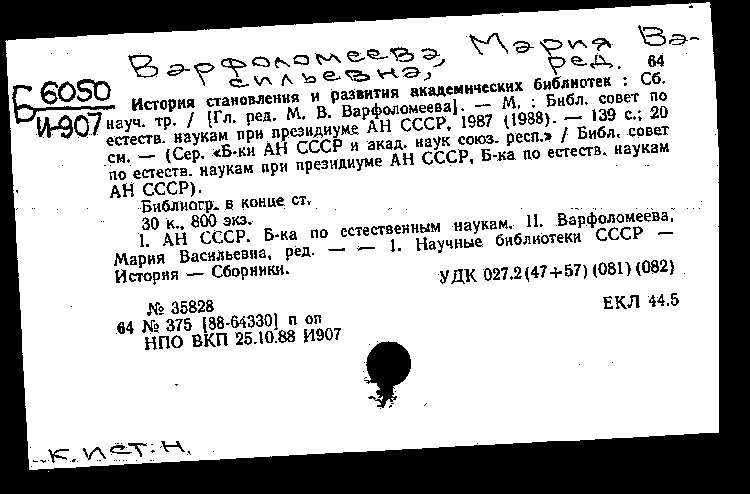 Варфоломеева, Мария Ва-
сильевна, ред.
64
Б 6050
И-907
История становления и развития академических библиотек : Сб.
науч. тр. / [Гл. ред. М. В. Варфоломеева]. — М. : Библ. совет по
естеств. наукам при президиуме АН СССР, 1987 (1988). — 139 с.; 20
см. — (Сер. «Б-ки АН СССР и акад. наук союз. респ.» / Библ. совет
по естеств. наукам при президиуме АН СССР, Б-ка по естеств. наукам
АН СССР).
Библиогр. в конце ст.
30 к., 800 экз.
I. АН СССР. Б-ка по естественным наукам. II. Варфоломеева,
Мария Васильевна, ред. — — 1. Научные библиотеки СССР —
История — Сборники.
УДК 027.2(47+57)(081)(082)
№ 35828
ЕКЛ 44.5
64 № 375 [88-64330] п оп
НПО ВКП 25.10.88 И907
К. ист. н.